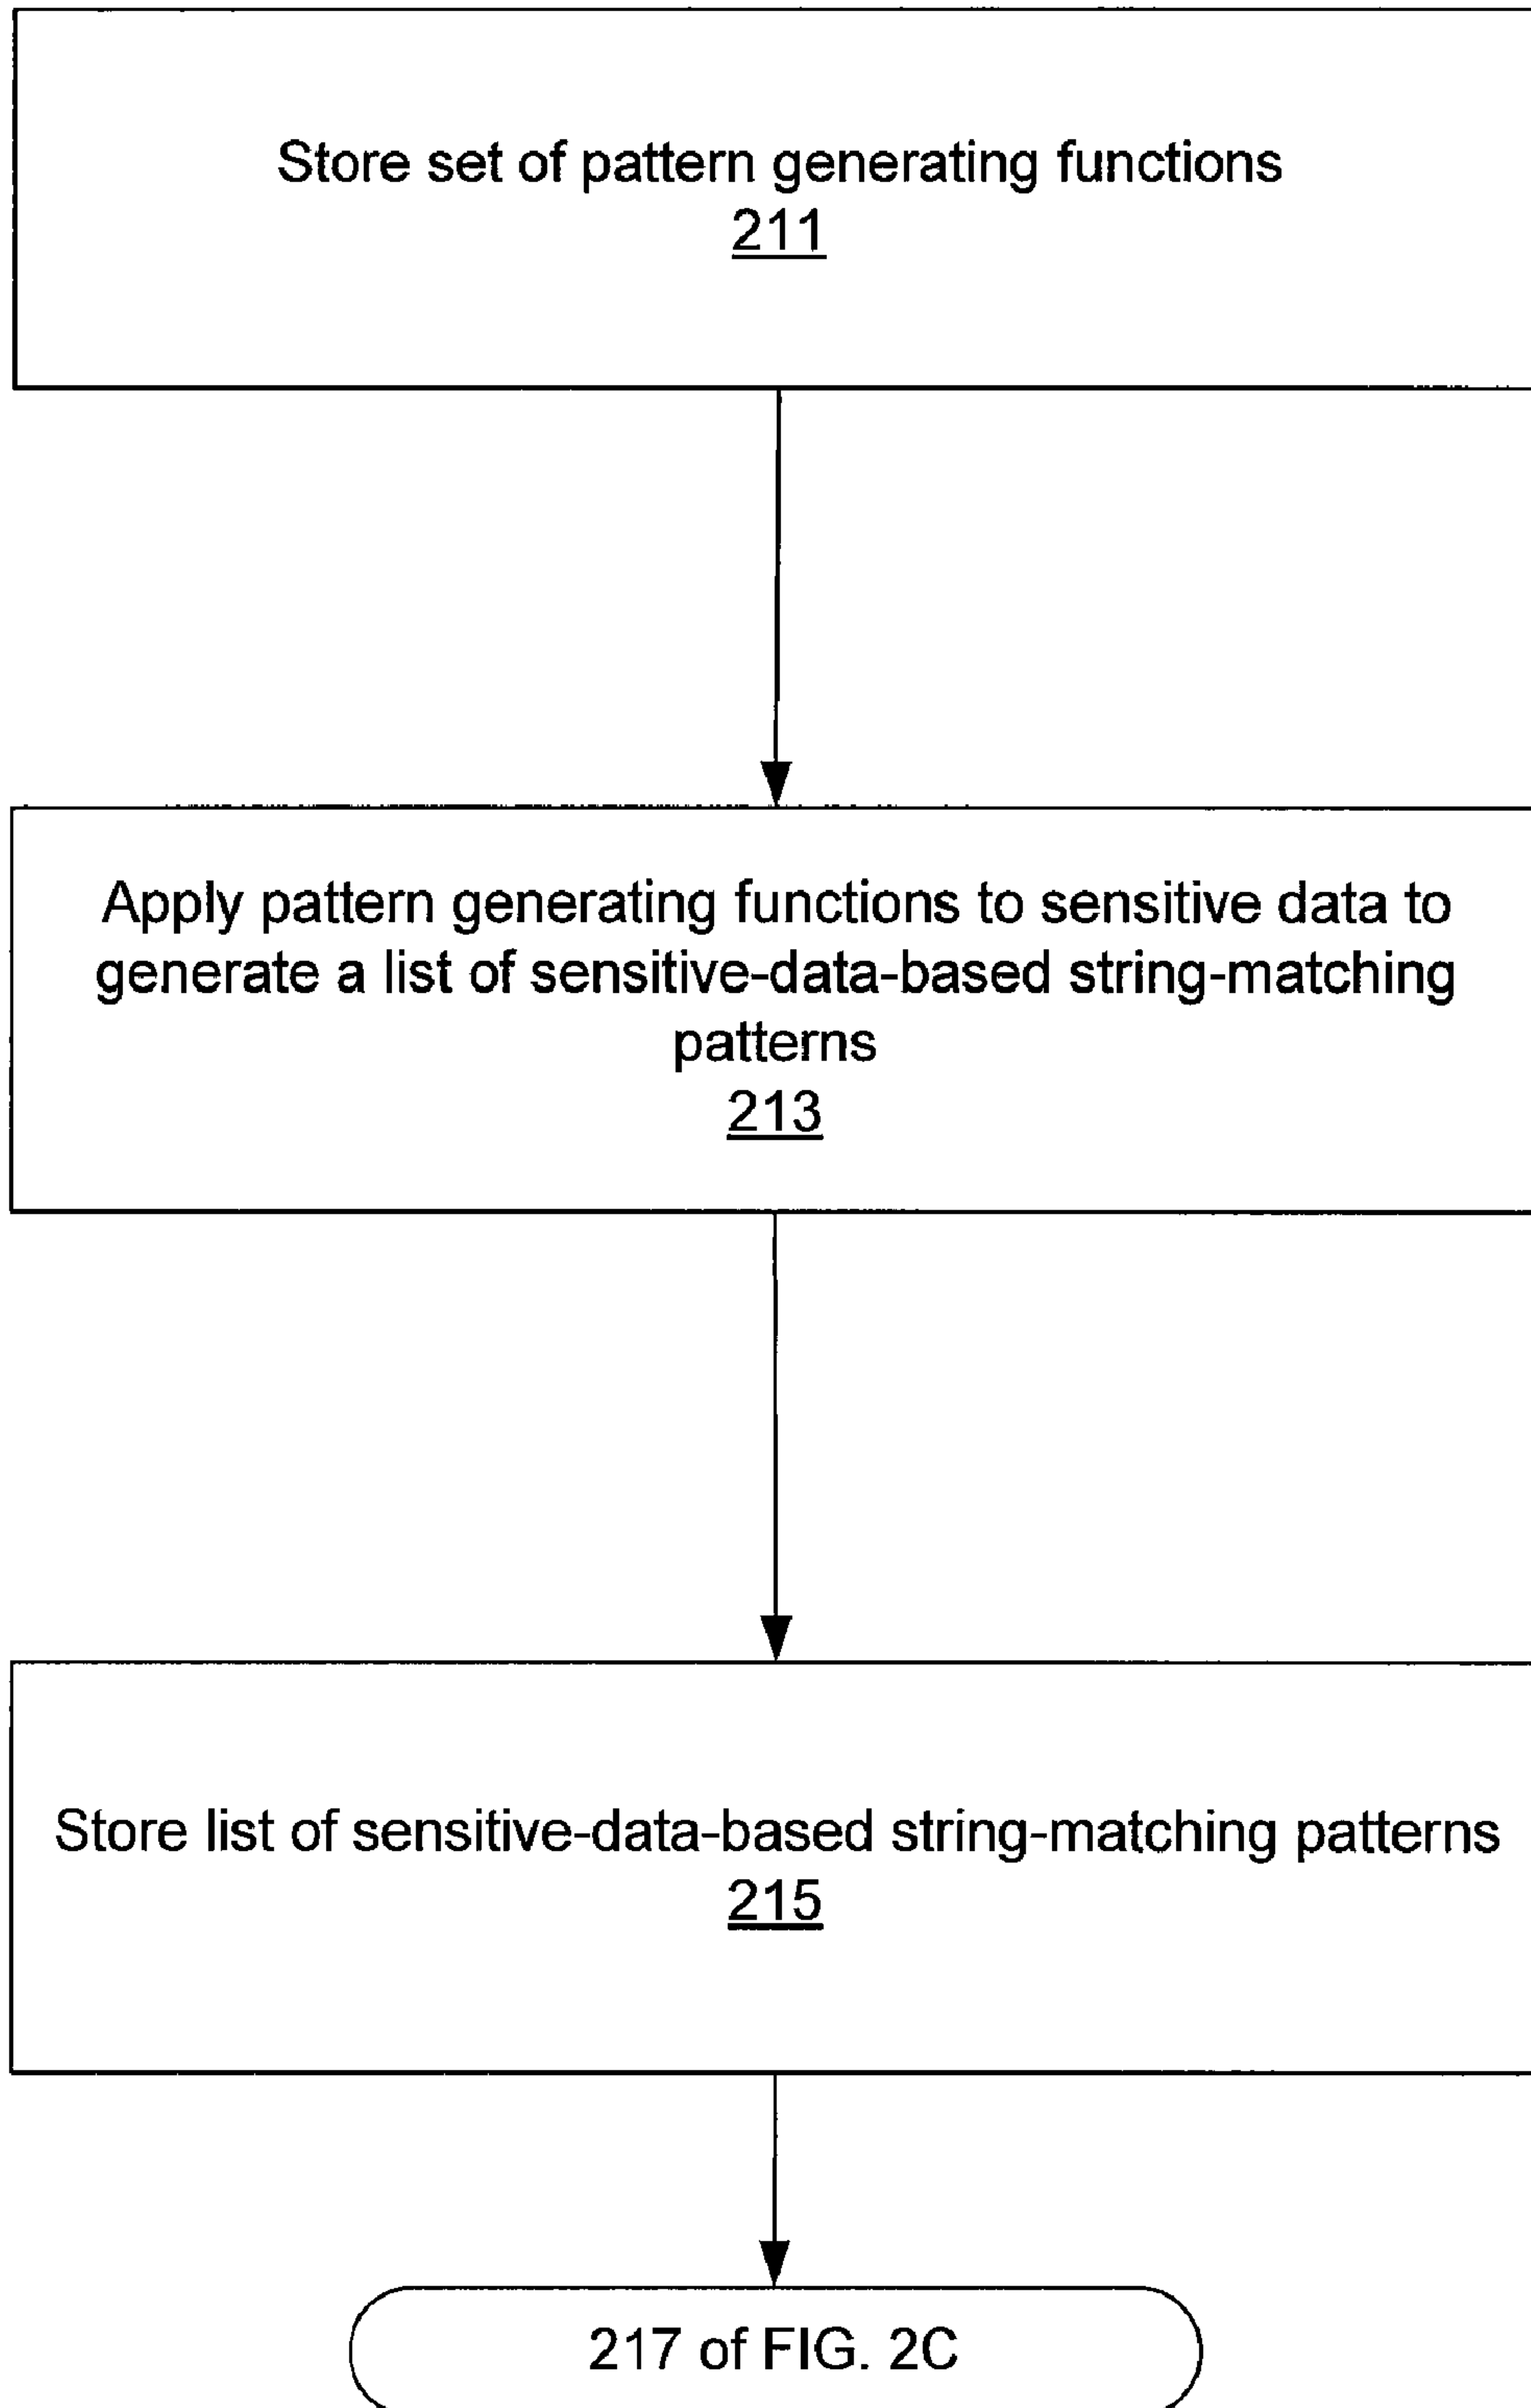 Store set of pattern generating functions
211
Apply pattern generating functions to sensitive data to
generate a list of sensitive-data-based string-matching
patterns
213
Store list of sensitive-data-based string-matching patterns
215
217 of FIG. 2C